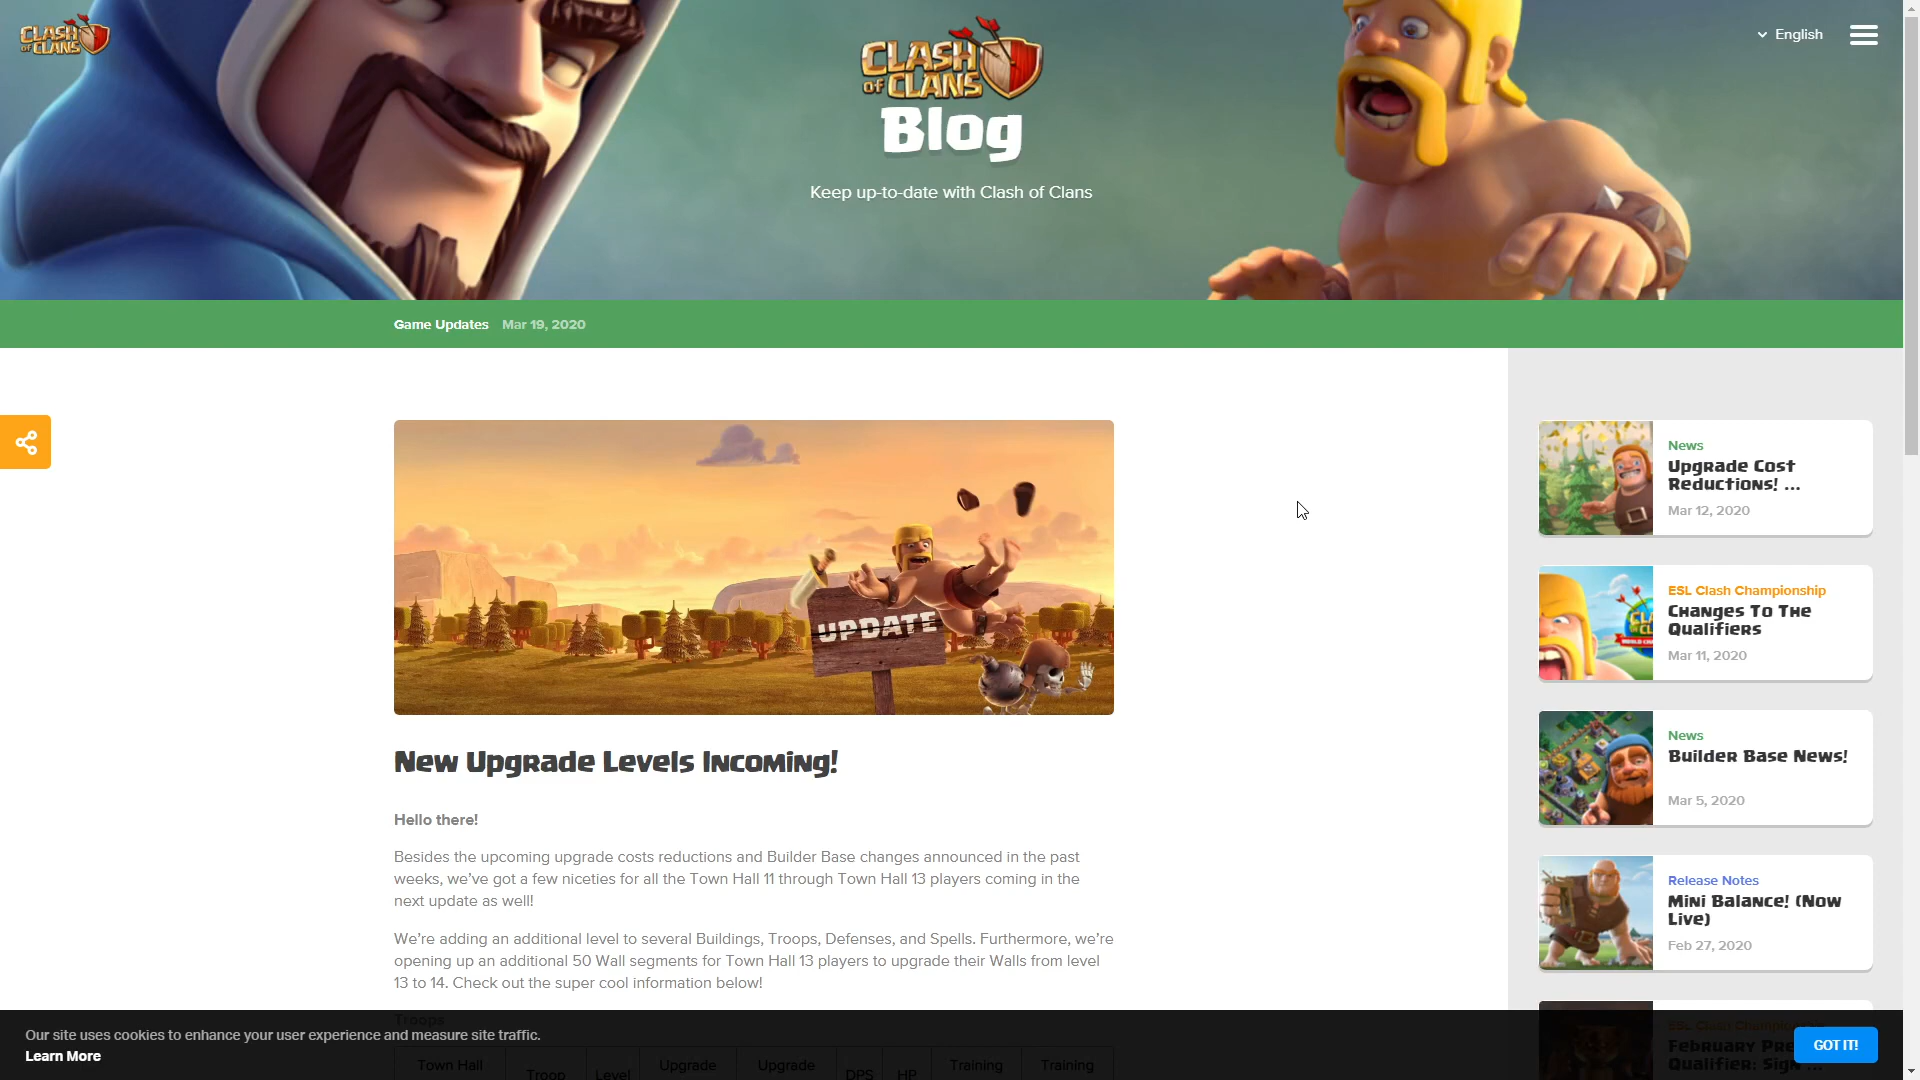 CLASH
OF CLANS
CLASH
OF CLANS
Blog
Keep up-to-date with Clash of Clans
English
Game Updates Mar 19, 2020
UPDATE
New Upgrade Levels Incoming!
Hello there!
Besides the upcoming upgrade costs reductions and Builder Base changes announced in the past
weeks, we've got a few niceties for all the Town Hall 11 through Town Hall 13 players coming in the
next update as well!
We're adding an additional level to several Buildings, Troops, Defenses, and Spells. Furthermore, we're
opening up an additional 50 Wall segments for Town Hall 13 players to upgrade their Walls from level
13 to 14. Check out the super cool information below!
Troops
Town Hall Troop Level Upgrade Upgrade DPS HP Training Training
News
Upgrade Cost
Reductions! ...
Mar 12, 2020
ESL Clash Championship
Changes To The
Qualifiers
Mar 11, 2020
News
Builder Base News!
Mar 5, 2020
Release Notes
Mini Balance! (Now
Live)
Feb 27, 2020
ESL Clash
February Pre
Qualifier: Sign
Our site uses cookies to enhance your user experience and measure site traffic.
Learn More
GOT IT!